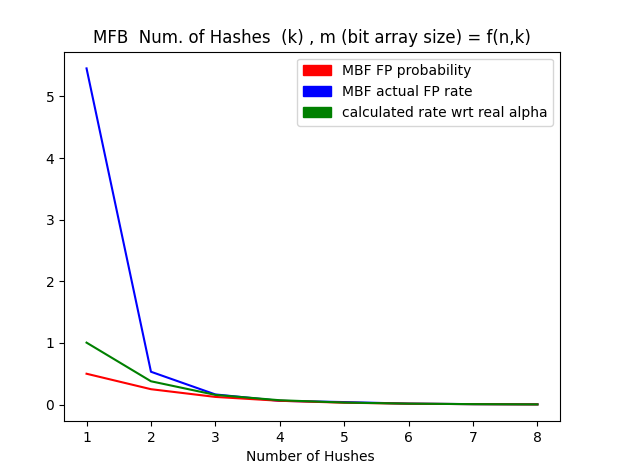 MFB  Num. of Hashes  (k) , m (bit array size) = f(n,k)
MBF FP probability
MBF actual FP rate
calculated rate wrt real alpha
5
4
3
2
1
0
1 2 3 4 5 6 7 8
Number of Hushes